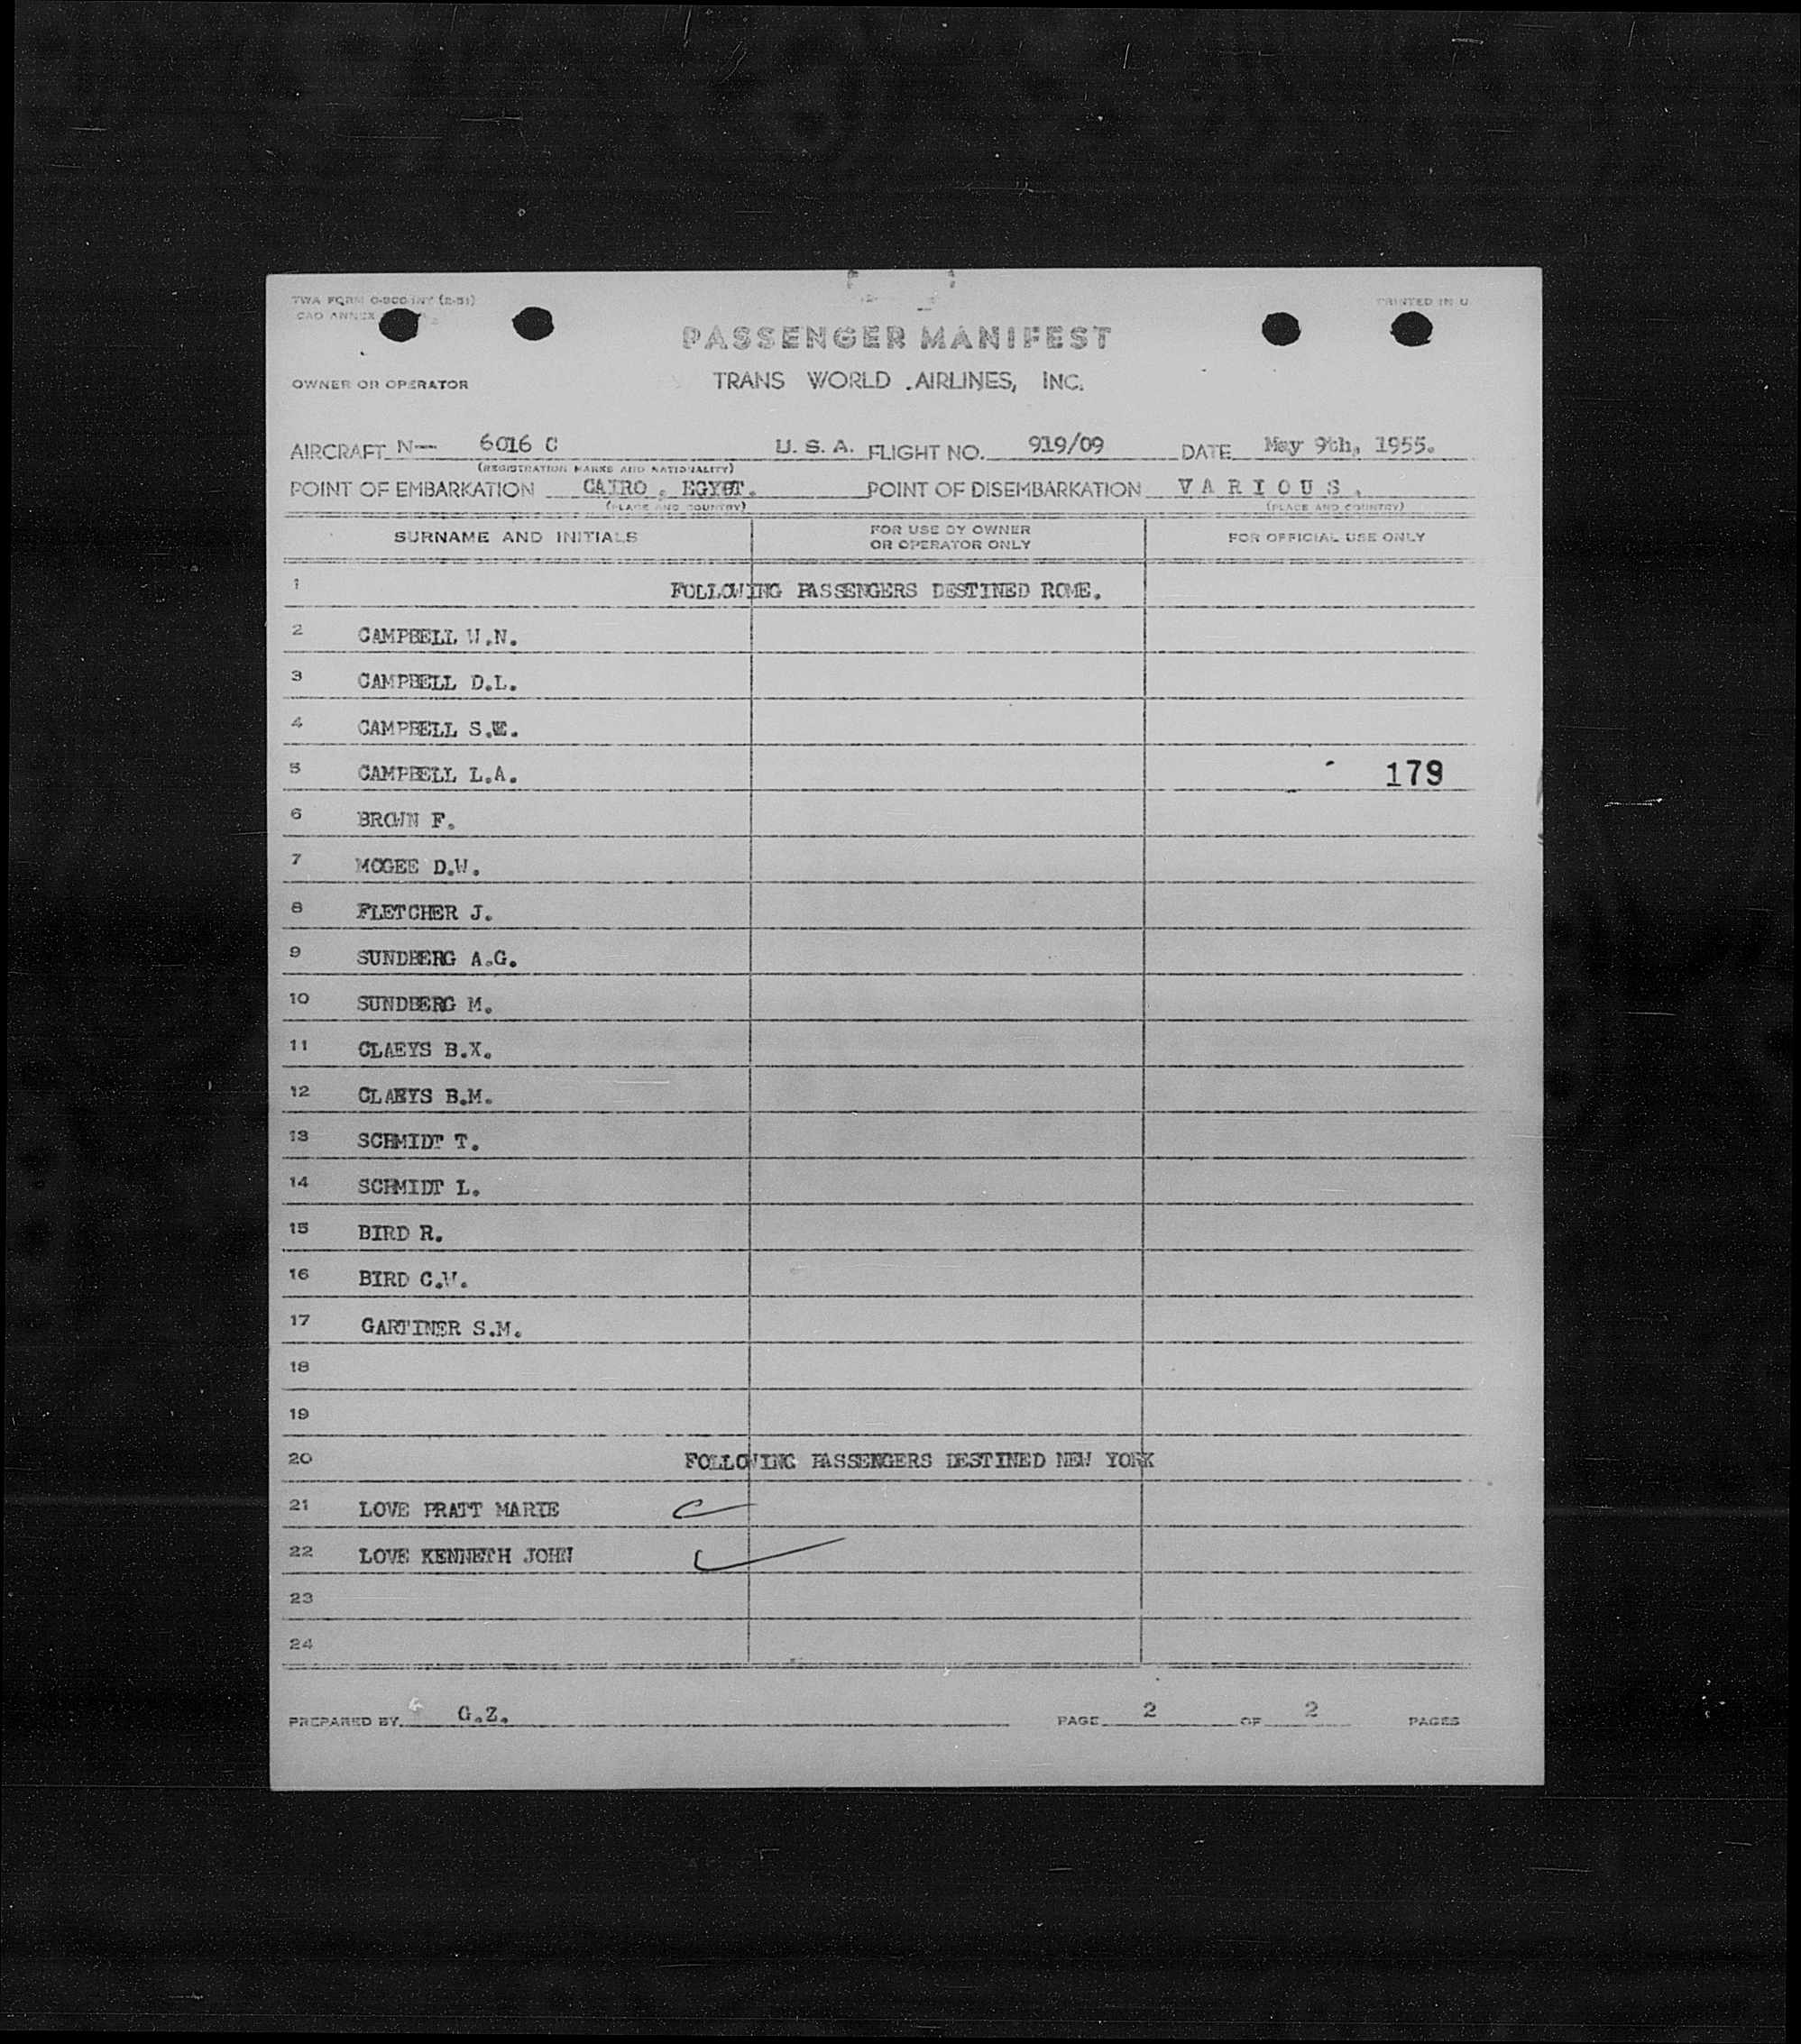 TWA FORM O-900 INT (2-51)
PRINTED IN U
CAO ANNEX
PASSENGER MANIFEST
OWNER OR OPERATOR TRANS WORLD AIRLINES, INC.
AIRCRAFT N— 6016 C U. S. A. FLIGHT NO. 919/09 DATE May 9th, 1955.
(REGISTRATION MARKS AND NATIONALITY)
POINT OF EMBARKATION CAIRO, EGYPT. POINT OF DISEMBARKATION V A R I O U S.
(PLACE AND COUNTRY) (PLACE AND COUNTRY)
SURNAME AND INITIALS FOR USE BY OWNER OR OPERATOR ONLY FOR OFFICIAL USE ONLY
1 FOLLOWING PASSENGERS DESTINED ROME.
2 CAMPBELL W.N.
3 CAMPBELL D.L.
4 CAMPBELL S.E.
5 CAMPBELL L.A. 179
6 BROWN F.
7 MCGEE D.W.
8 FLETCHER J.
9 SUNDBERG A.G.
10 SUNDBERG M.
11 CLAEYS B.X.
12 CLAEYS B.M.
13 SCHMIDT T.
14 SCHMIDT L.
15 BIRD R.
16 BIRD C.W.
17 GARTINER S.M.
18
19
20 FOLLOWING PASSENGERS DESTINED NEW YORK
21 LOVE PRATT MARIE
22 LOVE KENNETH JOHN
23
24
PREPARED BY G.Z. PAGE 2 OF 2 PAGES